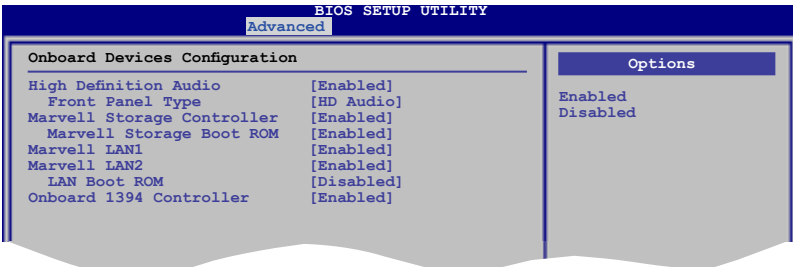 BIOS SETUP UTILITY
Advanced
Onboard Devices Configuration
High Definition Audio [Enabled]
Front Panel Type [HD Audio]
Marvell Storage Controller [Enabled]
Marvell Storage Boot ROM [Enabled]
Marvell LAN1 [Enabled]
Marvell LAN2 [Enabled]
LAN Boot ROM [Disabled]
Onboard 1394 Controller [Enabled]
Options
Enabled
Disabled